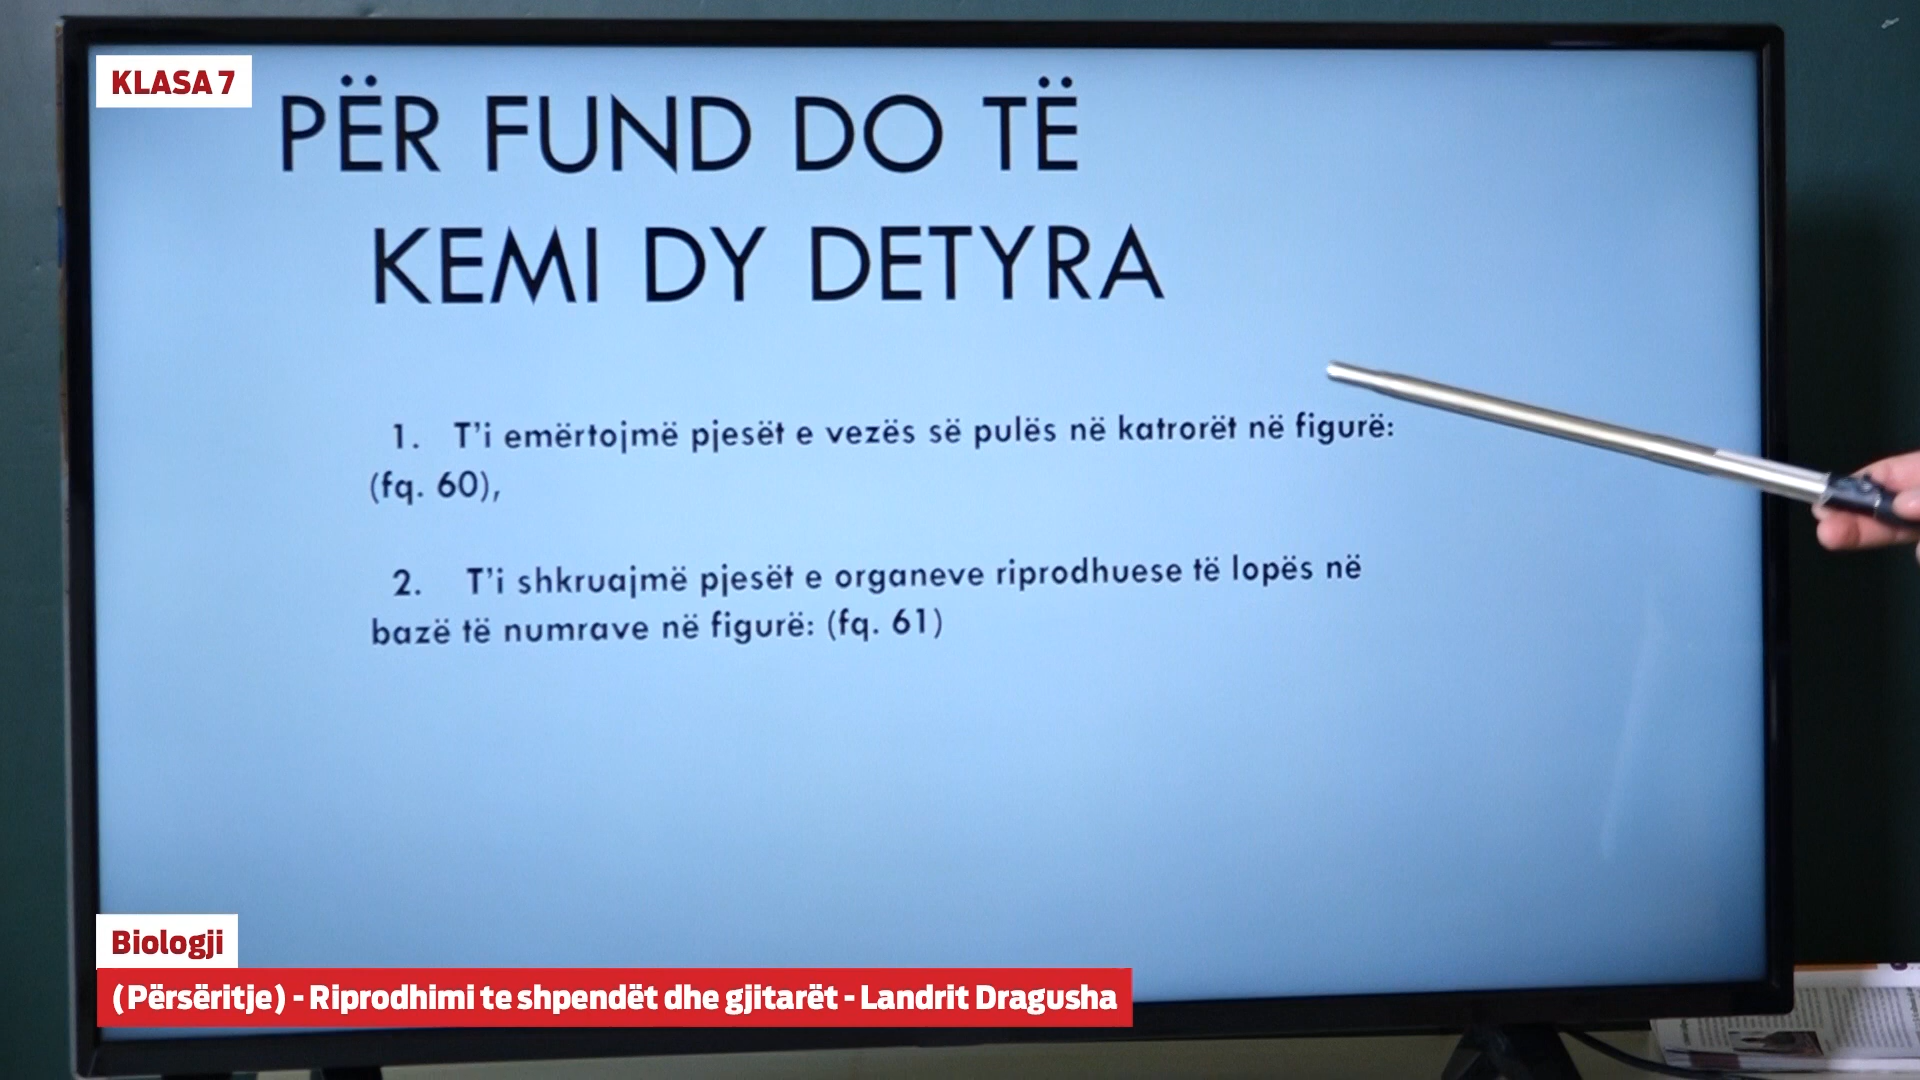 KLASA 7
PËR FUND DO TË
KEMI DY DETYRA
1. T'i emërtojmë pjesët e vezës së pulës në katrorët në figurë:
(fq. 60),
2. T'i shkruajmë pjesët e organeve riprodhuese të lopës në
bazë të numrave në figurë: (fq. 61)
Biologji
(Përsëritje) - Riprodhimi te shpendët dhe gjitarët - Landrit Dragusha